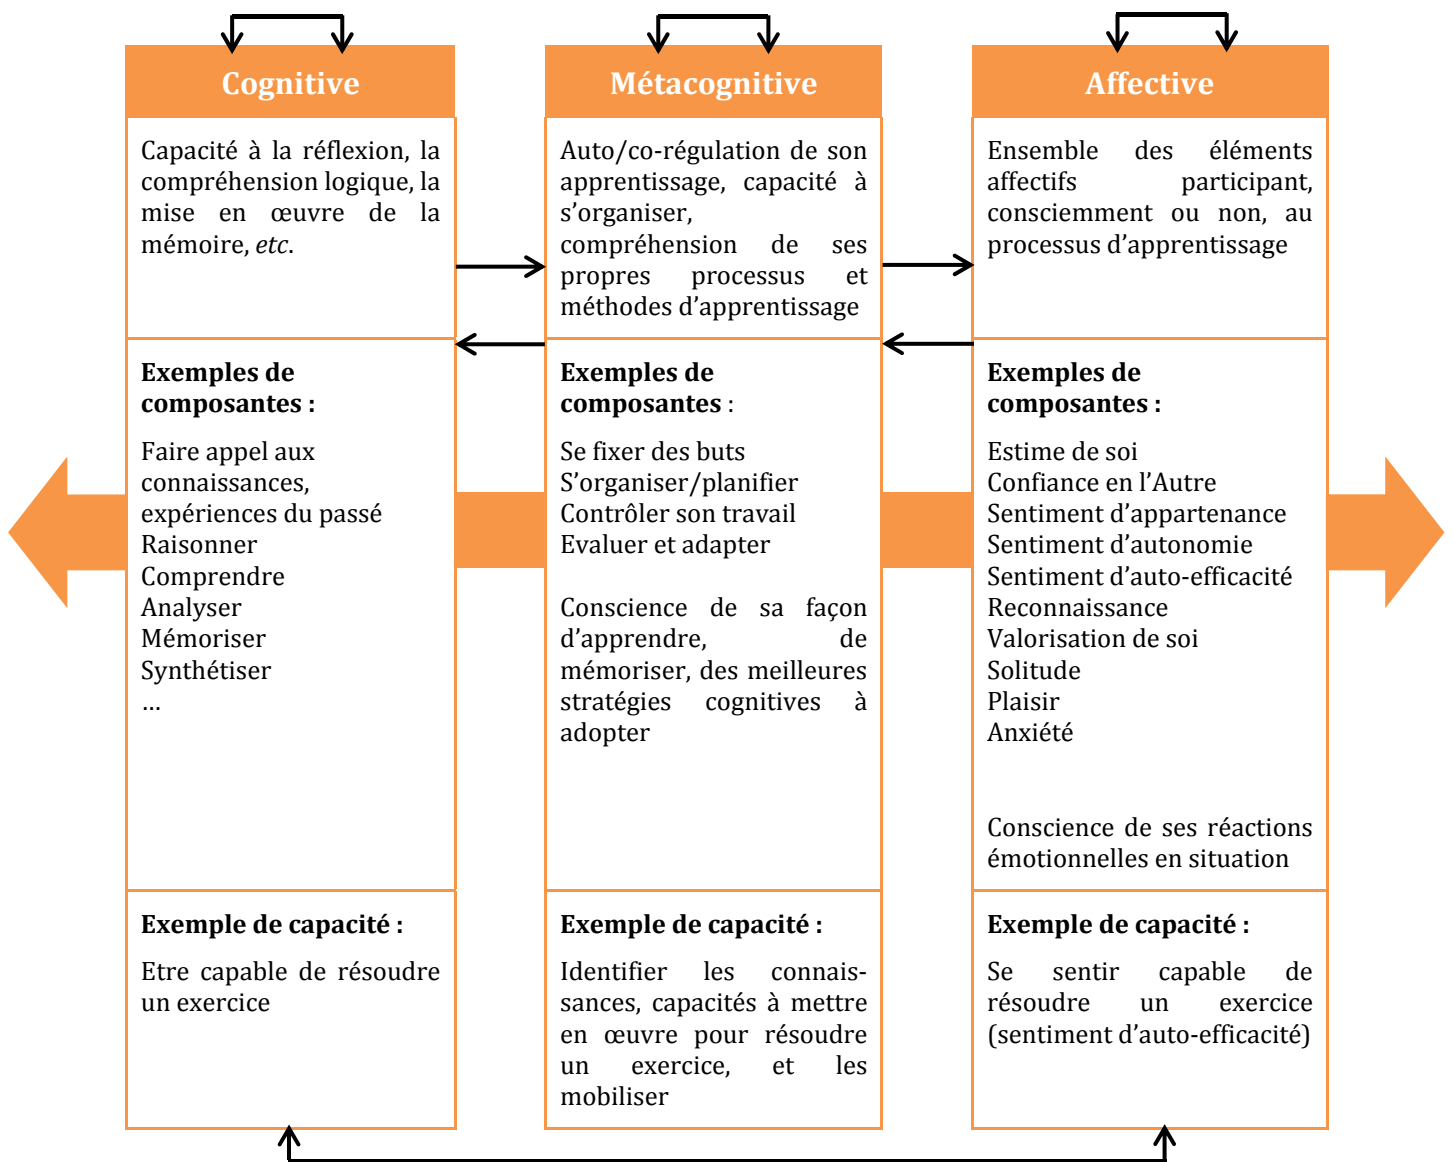 Cognitive
Capacité à la réflexion, la
compréhension logique, la
mise en œuvre de la
mémoire, etc.
Exemples de
composantes :
Faire appel aux
connaissances,
expériences du passé
Raisonner
Comprendre
Analyser
Mémoriser
Synthétiser
…
Exemple de capacité :
Etre capable de résoudre
un exercice
Métacognitive
Auto/co-régulation de son
apprentissage, capacité à
s’organiser,
compréhension de ses
propres processus et
méthodes d’apprentissage
Exemples de
composantes :
Se fixer des buts
S’organiser/planifier
Contrôler son travail
Evaluer et adapter
Conscience de sa façon
d’apprendre, de
mémoriser, des meilleures
stratégies cognitives à
adopter
Exemple de capacité :
Identifier les connais-
sances, capacités à mettre
en œuvre pour résoudre
un exercice, et les
mobiliser
Affective
Ensemble des éléments
affectifs participant,
consciemment ou non, au
processus d’apprentissage
Exemples de
composantes :
Estime de soi
Confiance en l’Autre
Sentiment d’appartenance
Sentiment d’autonomie
Sentiment d’auto-efficacité
Reconnaissance
Valorisation de soi
Solitude
Plaisir
Anxiété
Conscience de ses réactions
émotionnelles en situation
Exemple de capacité :
Se sentir capable de
résoudre un exercice
(sentiment d’auto-efficacité)